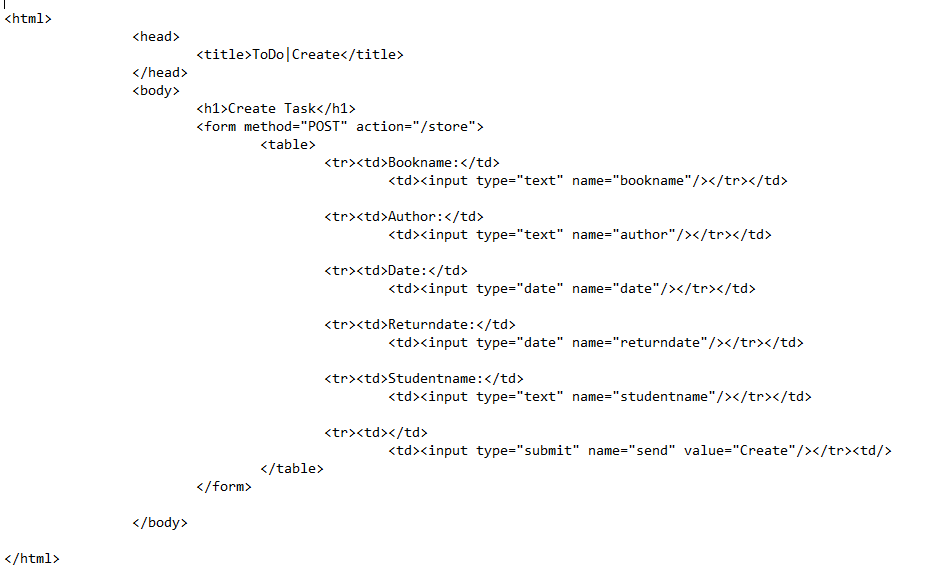 <html>
<head>
<title>ToDo|Create</title>
</head>
<body>
<h1>Create Task</h1>
<form method="POST" action="/store">
<table>
<tr><td>Bookname:</td>
<td><input type="text" name="bookname"/></tr></td>
<tr><td>Author:</td>
<td><input type="text" name="author"/></tr></td>
<tr><td>Date:</td>
<td><input type="date" name="date"/></tr></td>
<tr><td>Returndate:</td>
<td><input type="date" name="returndate"/></tr></td>
<tr><td>Studentname:</td>
<td><input type="text" name="studentname"/></tr></td>
<tr><td></td>
<td><input type="submit" name="send" value="Create"/></tr><td/>
</table>
</form>
</body>
</html>